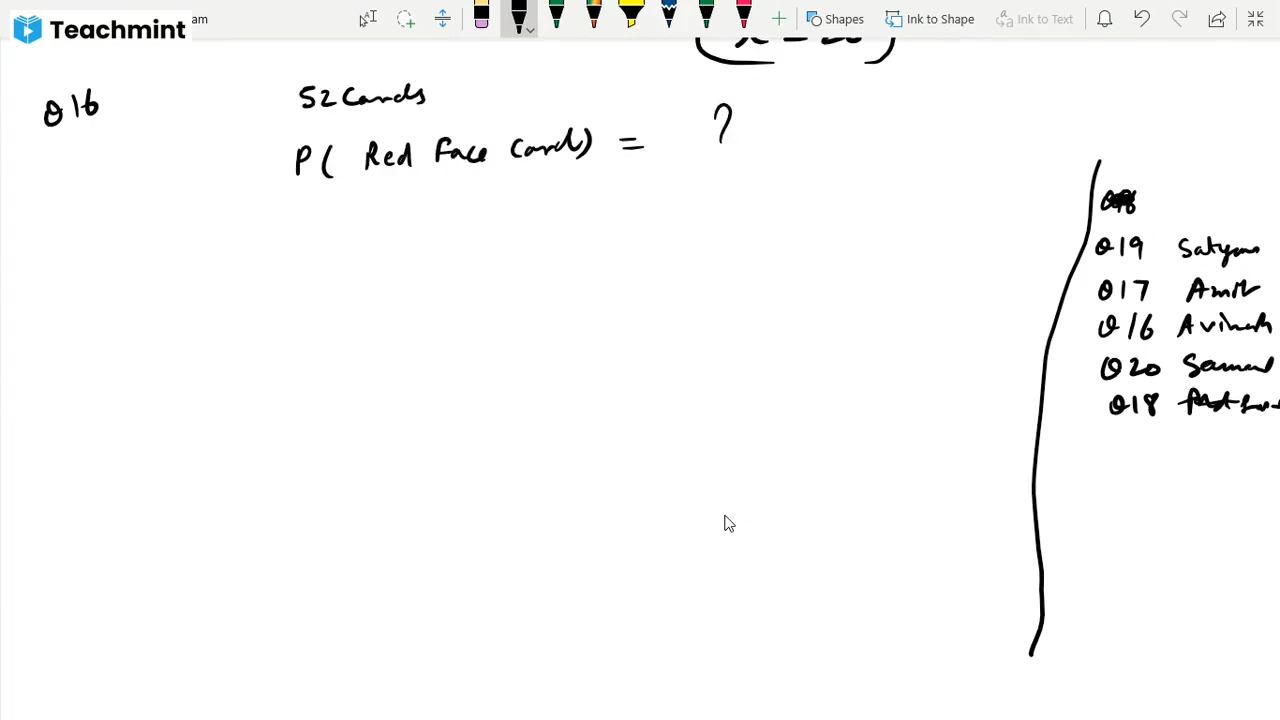 am
Teachmint
Shapes
Ink to Shape
Ink to Text
Q16
52 Cards
P( Red Face Card) = ?
Q19 Satyam
Q17 Amit
Q16 Avinash
Q20
Q18